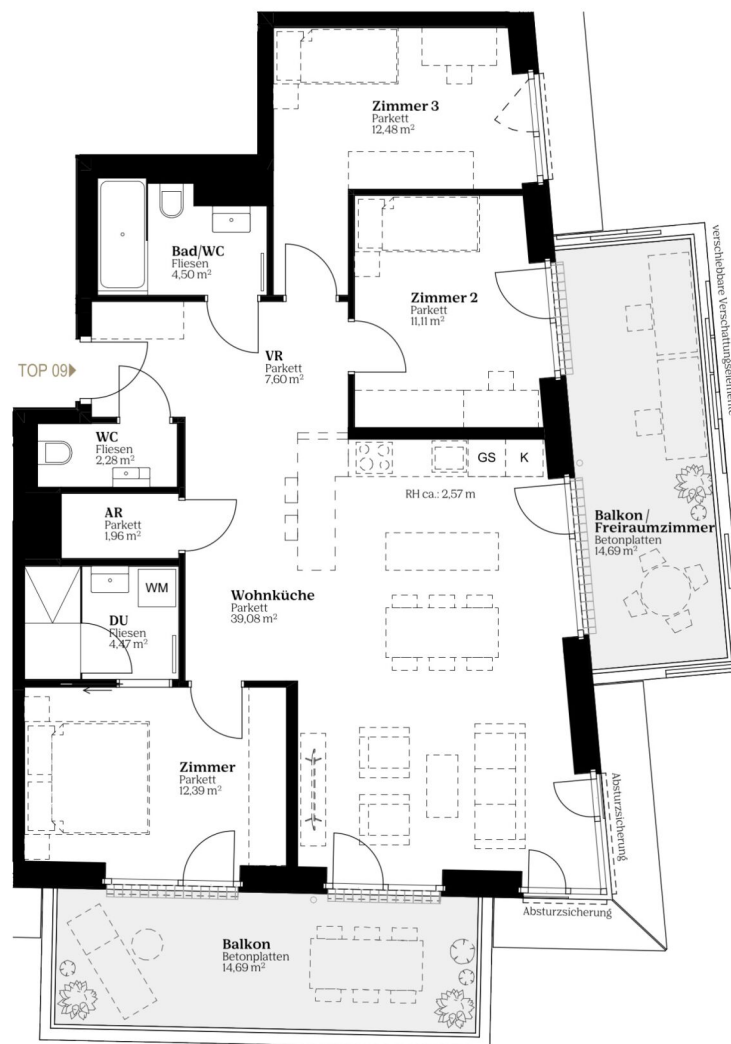 Zimmer 3
Parkett
12,48 m²
Bad/WC
Fliesen
4,50 m²
Zimmer 2
Parkett
11,11 m²
verschiebbare Verschattungselemente
VR
Parkett
7,60 m²
TOP 09
WC
Fliesen
2,28 m²
GS
K
RH ca.: 2,57 m
AR
Parkett
1,96 m²
Balkon/
Freiraumzimmer
Betonplatten
14,69 m²
WM
DU
Fliesen
4,47 m²
Wohnküche
Parkett
39,08 m²
Zimmer
Parkett
12,39 m²
Absturzsicherung
Absturzsicherung
Balkon
Betonplatten
14,69 m²